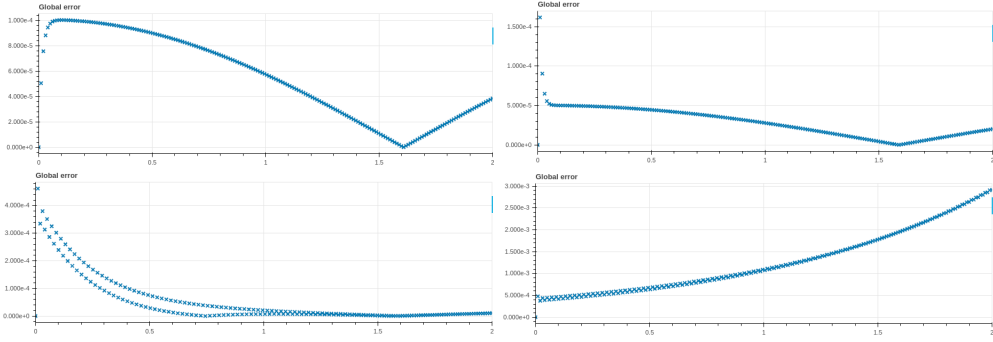 Global error
1.000e-4
8.000e-5
6.000e-5
4.000e-5
2.000e-5
0.000e+0
0 0.5 1 1.5 2
Global error
1.500e-4
1.000e-4
5.000e-5
0.000e+0
0 0.5 1 1.5 2
Global error
4.000e-4
3.000e-4
2.000e-4
1.000e-4
0.000e+0
0 0.5 1 1.5 2
Global error
3.000e-3
2.500e-3
2.000e-3
1.500e-3
1.000e-3
5.000e-4
0.000e+0
0 0.5 1 1.5 2